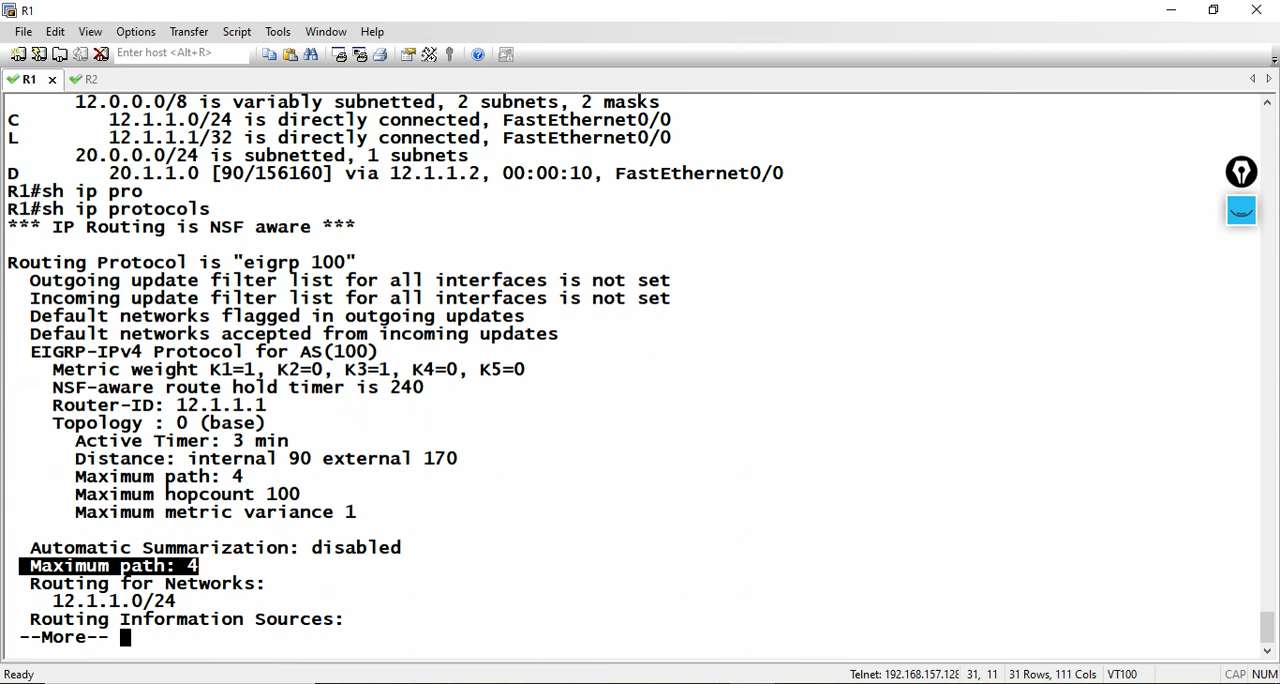 R1
File Edit View Options Transfer Script Tools Window Help
Enter host <Alt+R>
R1 R2
12.0.0.0/8 is variably subnetted, 2 subnets, 2 masks
C 12.1.1.0/24 is directly connected, FastEthernet0/0
L 12.1.1.1/32 is directly connected, FastEthernet0/0
20.0.0.0/24 is subnetted, 1 subnets
D 20.1.1.0 [90/156160] via 12.1.1.2, 00:00:10, FastEthernet0/0
R1#sh ip pro
R1#sh ip protocols
*** IP Routing is NSF aware ***
Routing Protocol is "eigrp 100"
Outgoing update filter list for all interfaces is not set
Incoming update filter list for all interfaces is not set
Default networks flagged in outgoing updates
Default networks accepted from incoming updates
EIGRP-IPv4 Protocol for AS(100)
Metric weight K1=1, K2=0, K3=1, K4=0, K5=0
NSF-aware route hold timer is 240
Router-ID: 12.1.1.1
Topology : 0 (base)
Active Timer: 3 min
Distance: internal 90 external 170
Maximum path: 4
Maximum hopcount 100
Maximum metric variance 1
Automatic Summarization: disabled
Maximum path: 4
Routing for Networks:
12.1.1.0/24
Routing Information Sources:
--More--
Ready Telnet: 192.168.157.128 31, 11 31 Rows, 111 Cols VT100 CAP NUM